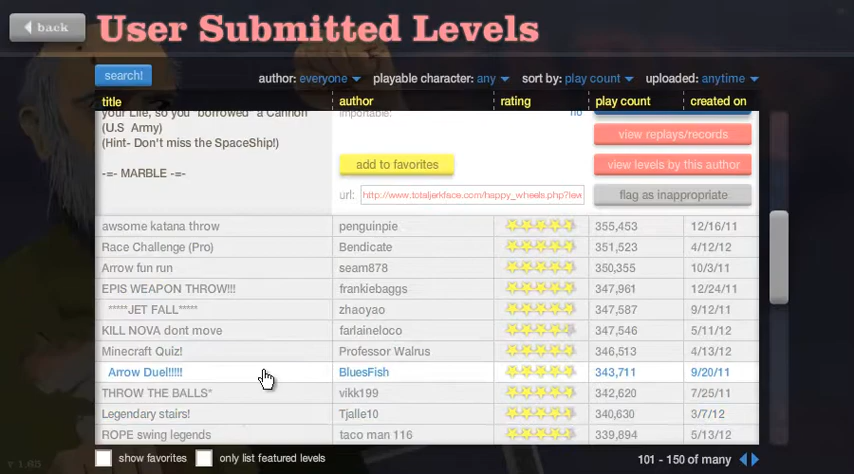 back
User Submitted Levels
search!
author: everyone playable character: any sort by: play count uploaded: anytime
title author rating play count created on
your Life, so you "borrowed" a Cannon
(U.S Army)
(Hint- Don't miss the SpaceShip!)
-=- MARBLE -=-
importable: no
add to favorites
url: http://www.totaljerkface.com/happy_wheels.php?lev
view replays/records
view levels by this author
flag as inappropriate
awsome katana throw penguinpie 355,453 12/16/11
Race Challenge (Pro) Bendicate 351,523 4/12/12
Arrow fun run seam878 350,355 10/3/11
EPIS WEAPON THROW!!! frankiebaggs 347,961 12/24/11
*****JET FALL***** zhaoyao 347,587 9/12/11
KILL NOVA dont move farlaineloco 347,546 5/11/12
Minecraft Quiz! Professor Walrus 346,513 4/13/12
Arrow Duel!!!!! BluesFish 343,711 9/20/11
THROW THE BALLS* vikk199 342,620 7/25/11
Legendary stairs! Tjalle10 340,630 3/7/12
ROPE swing legends taco man 116 339,894 5/13/12
show favorites only list featured levels 101 - 150 of many
v 1.65